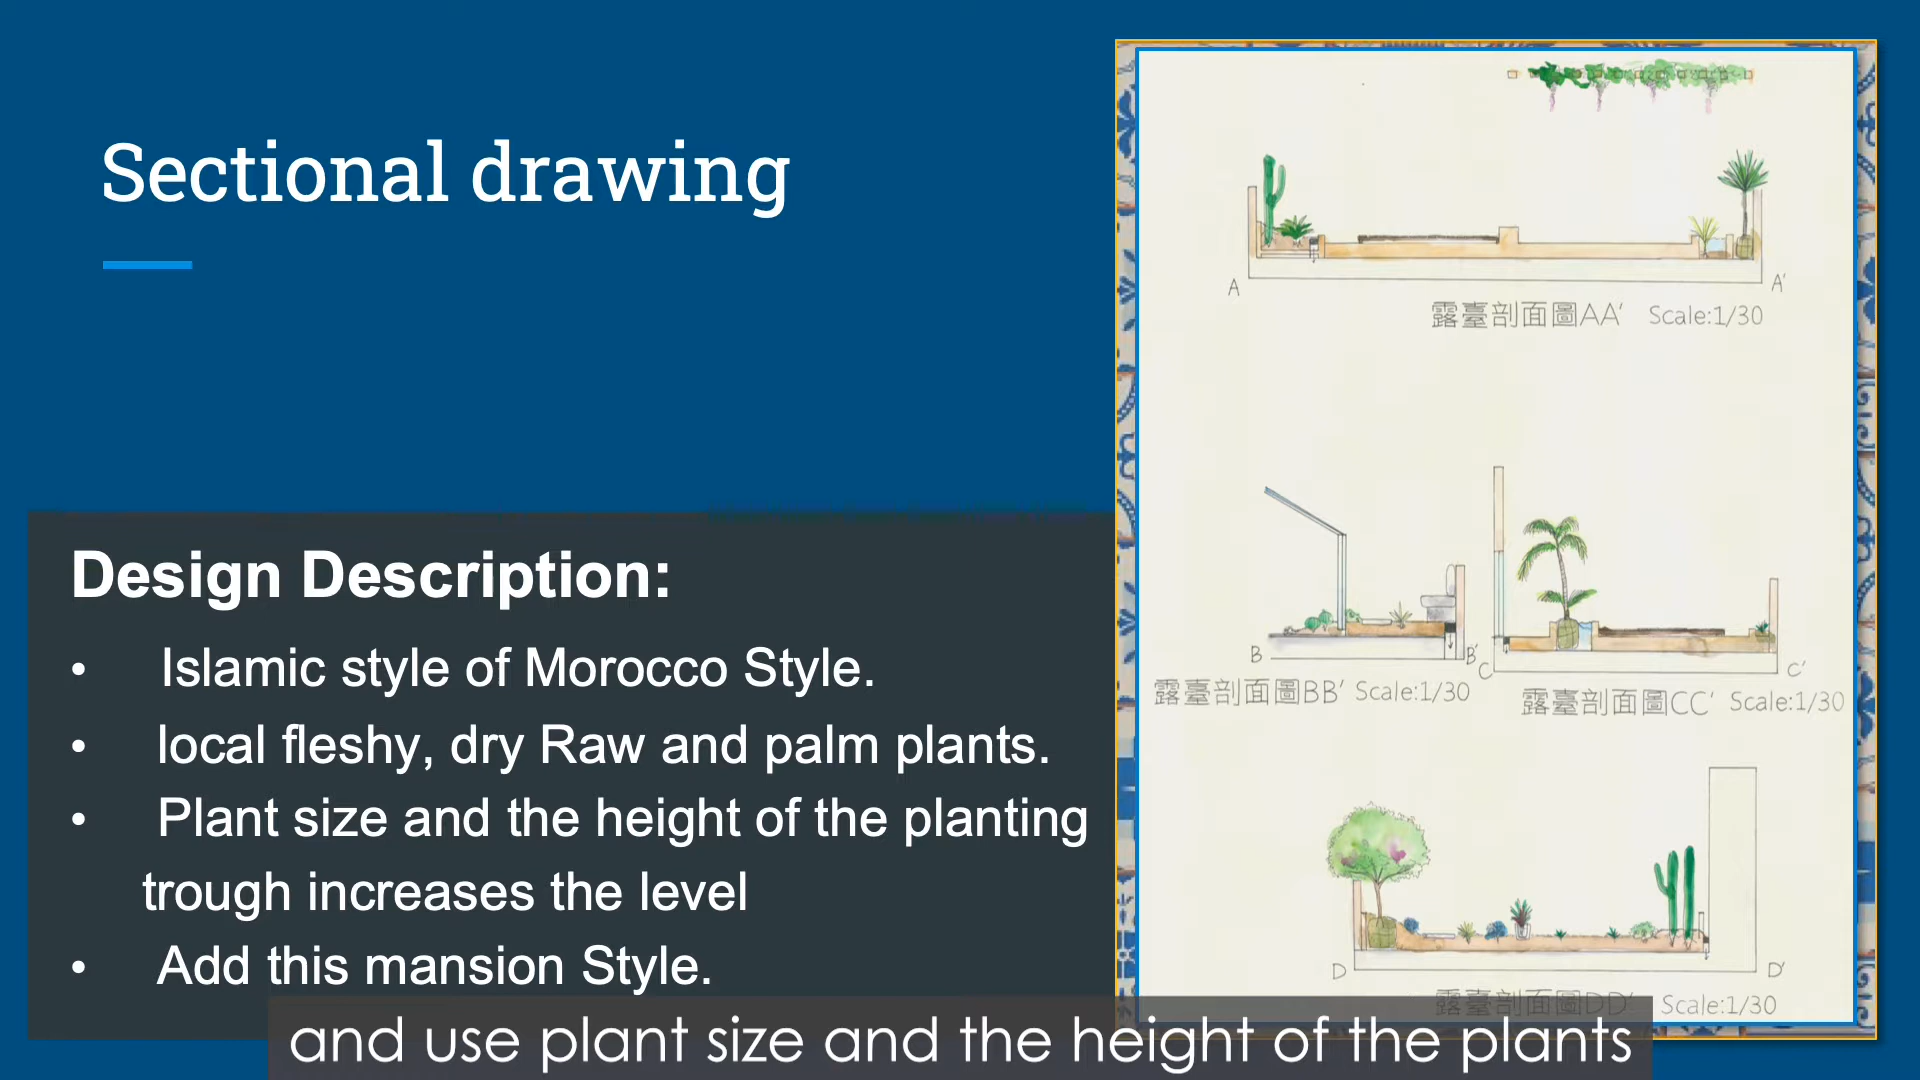 Sectional drawing
Design Description:
• Islamic style of Morocco Style.
• local fleshy, dry Raw and palm plants.
• Plant size and the height of the planting
trough increases the level
• Add this mansion Style.
A
A'
露臺剖面圖AA' Scale:1/30
B
B'
露臺剖面圖BB' Scale:1/30
C
C'
露臺剖面圖CC' Scale:1/30
D
D'
露臺剖面圖DD' Scale:1/30
and use plant size and the height of the plants